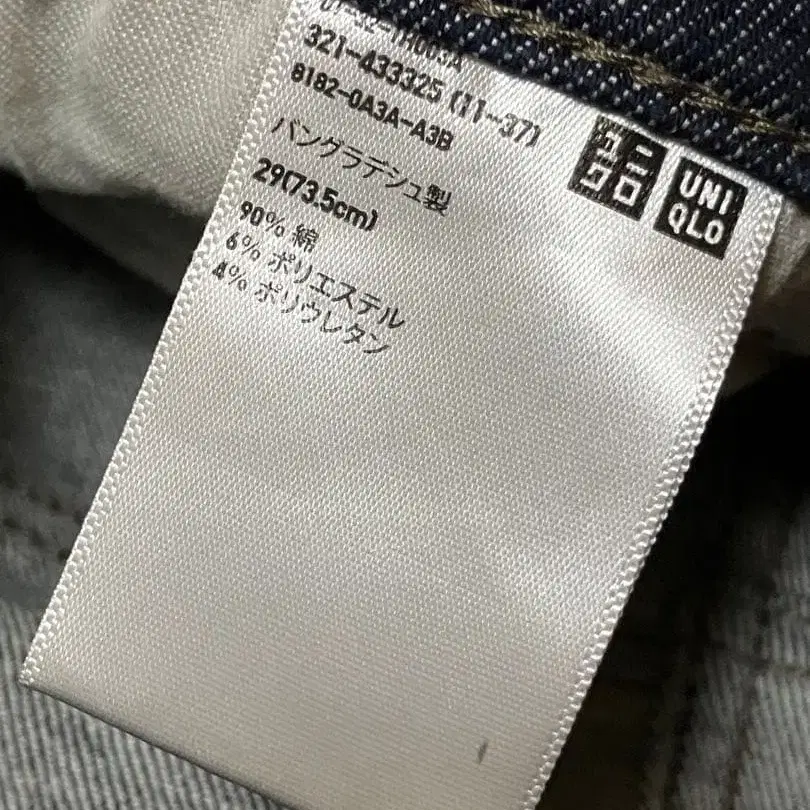 321-433325 (11-37)
8182-0A3A-A3B
バングラデシュ製
29(73.5cm)
90% 綿
6% ポリエステル
4% ポリウレタン
ユニ
クロ
UNI
QLO